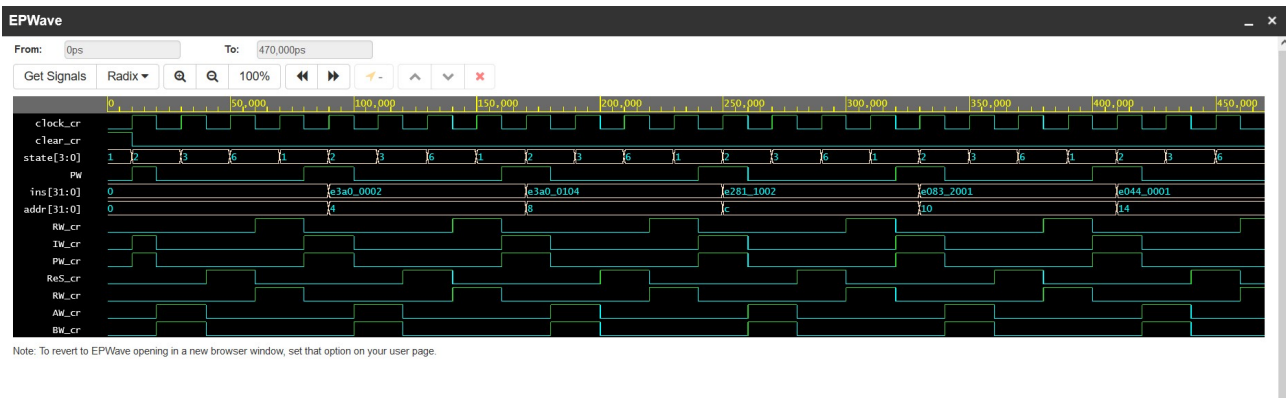 EPWave
From: 0ps To: 470,000ps
Get Signals Radix 100% -
0 50,000 100,000 150,000 200,000 250,000 300,000 350,000 400,000 450,000
clock_cr
clear_cr
state[3:0] 1 2 3 6 1 2 3 6 1 2 3 6 1 2 3 6 1 2 3 6 1 2 3 6
PW
ins[31:0] 0 e3a0_0002 e3a0_0104 e281_1002 e083_2001 e044_0001
addr[31:0] 0 4 8 c 10 14
RW_cr
IW_cr
PW_cr
ReS_cr
RW_cr
AW_cr
BW_cr
Note: To revert to EPWave opening in a new browser window, set that option on your user page.